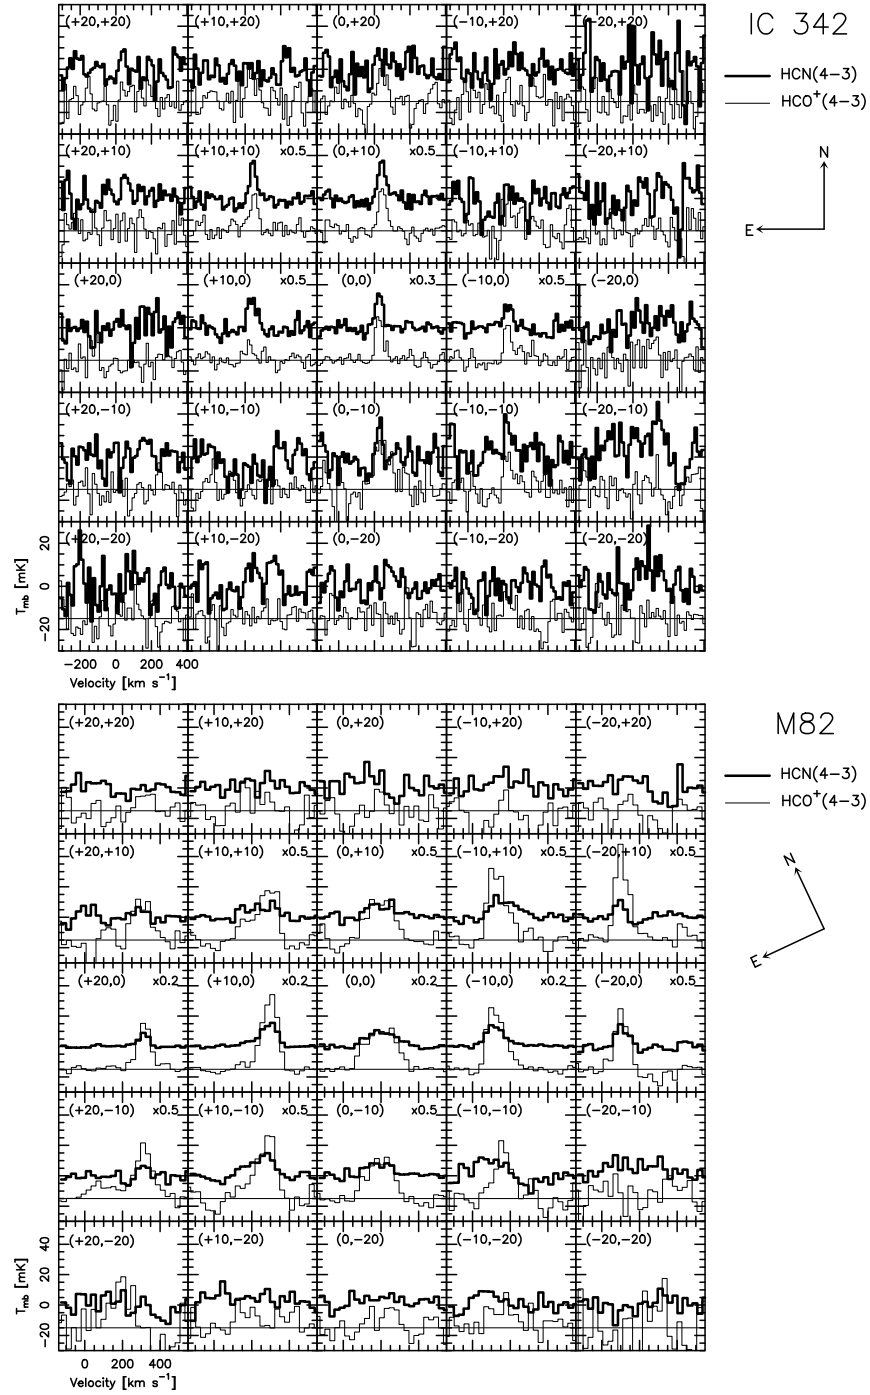 IC 342
HCN(4−3)
HCO⁺(4−3)
N
E
(+20,+20) (+10,+20) (0,+20) (−10,+20) (−20,+20)
(+20,+10) (+10,+10) x0.5 (0,+10) x0.5 (−10,+10) (−20,+10)
(+20,0) (+10,0) x0.5 (0,0) x0.3 (−10,0) x0.5 (−20,0)
(+20,−10) (+10,−10) (0,−10) (−10,−10) (−20,−10)
(+20,−20) (+10,−20) (0,−20) (−10,−20) (−20,−20)
20
0
−20
T_mb [mK]
−200 0 200 400
Velocity [km s⁻¹]
M82
HCN(4−3)
HCO⁺(4−3)
N
E
(+20,+20) (+10,+20) (0,+20) (−10,+20) (−20,+20)
(+20,+10) (+10,+10) x0.5 (0,+10) x0.5 (−10,+10) x0.5 (−20,+10) x0.5
(+20,0) x0.2 (+10,0) x0.2 (0,0) x0.2 (−10,0) x0.2 (−20,0) x0.5
(+20,−10) x0.5 (+10,−10) x0.5 (0,−10) x0.5 (−10,−10) (−20,−10)
(+20,−20) (+10,−20) (0,−20) (−10,−20) (−20,−20)
40
20
0
−20
T_mb [mK]
0 200 400
Velocity [km s⁻¹]